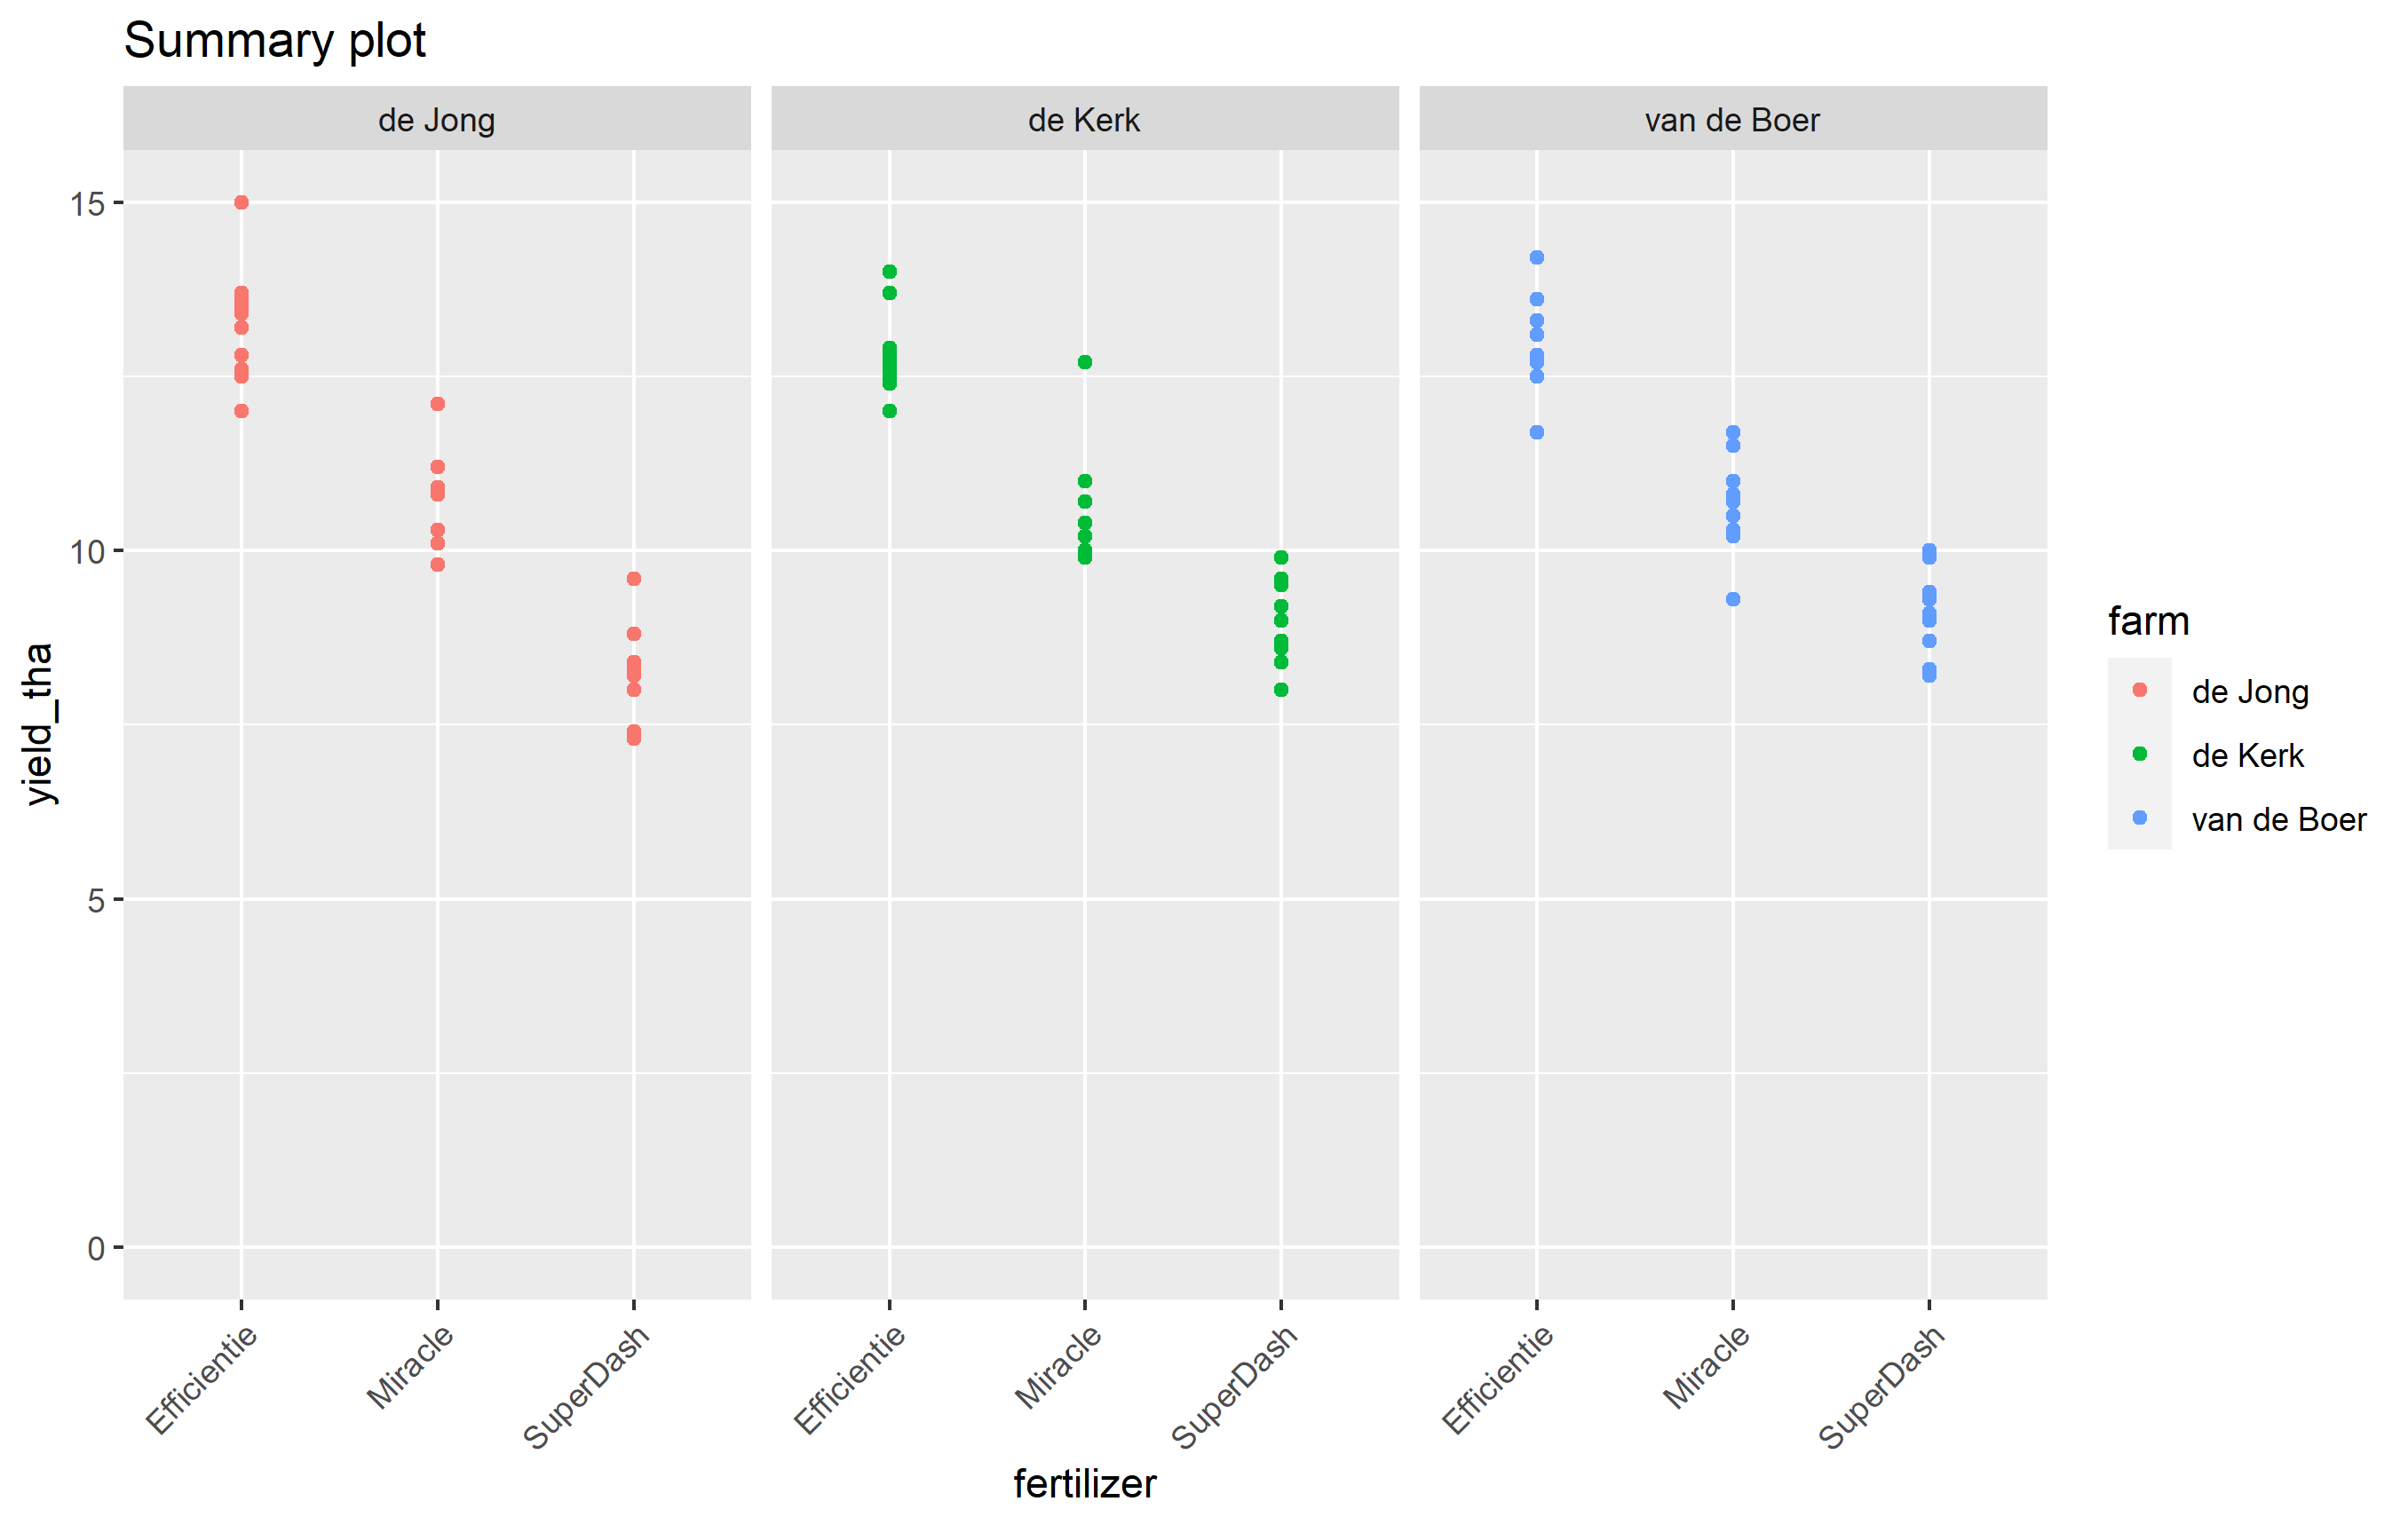 Summary plot
de Jong
de Kerk
van de Boer
15
10
5
0
yield_tha
Efficientie
Miracle
SuperDash
Efficientie
Miracle
SuperDash
Efficientie
Miracle
SuperDash
fertilizer
farm
de Jong
de Kerk
van de Boer